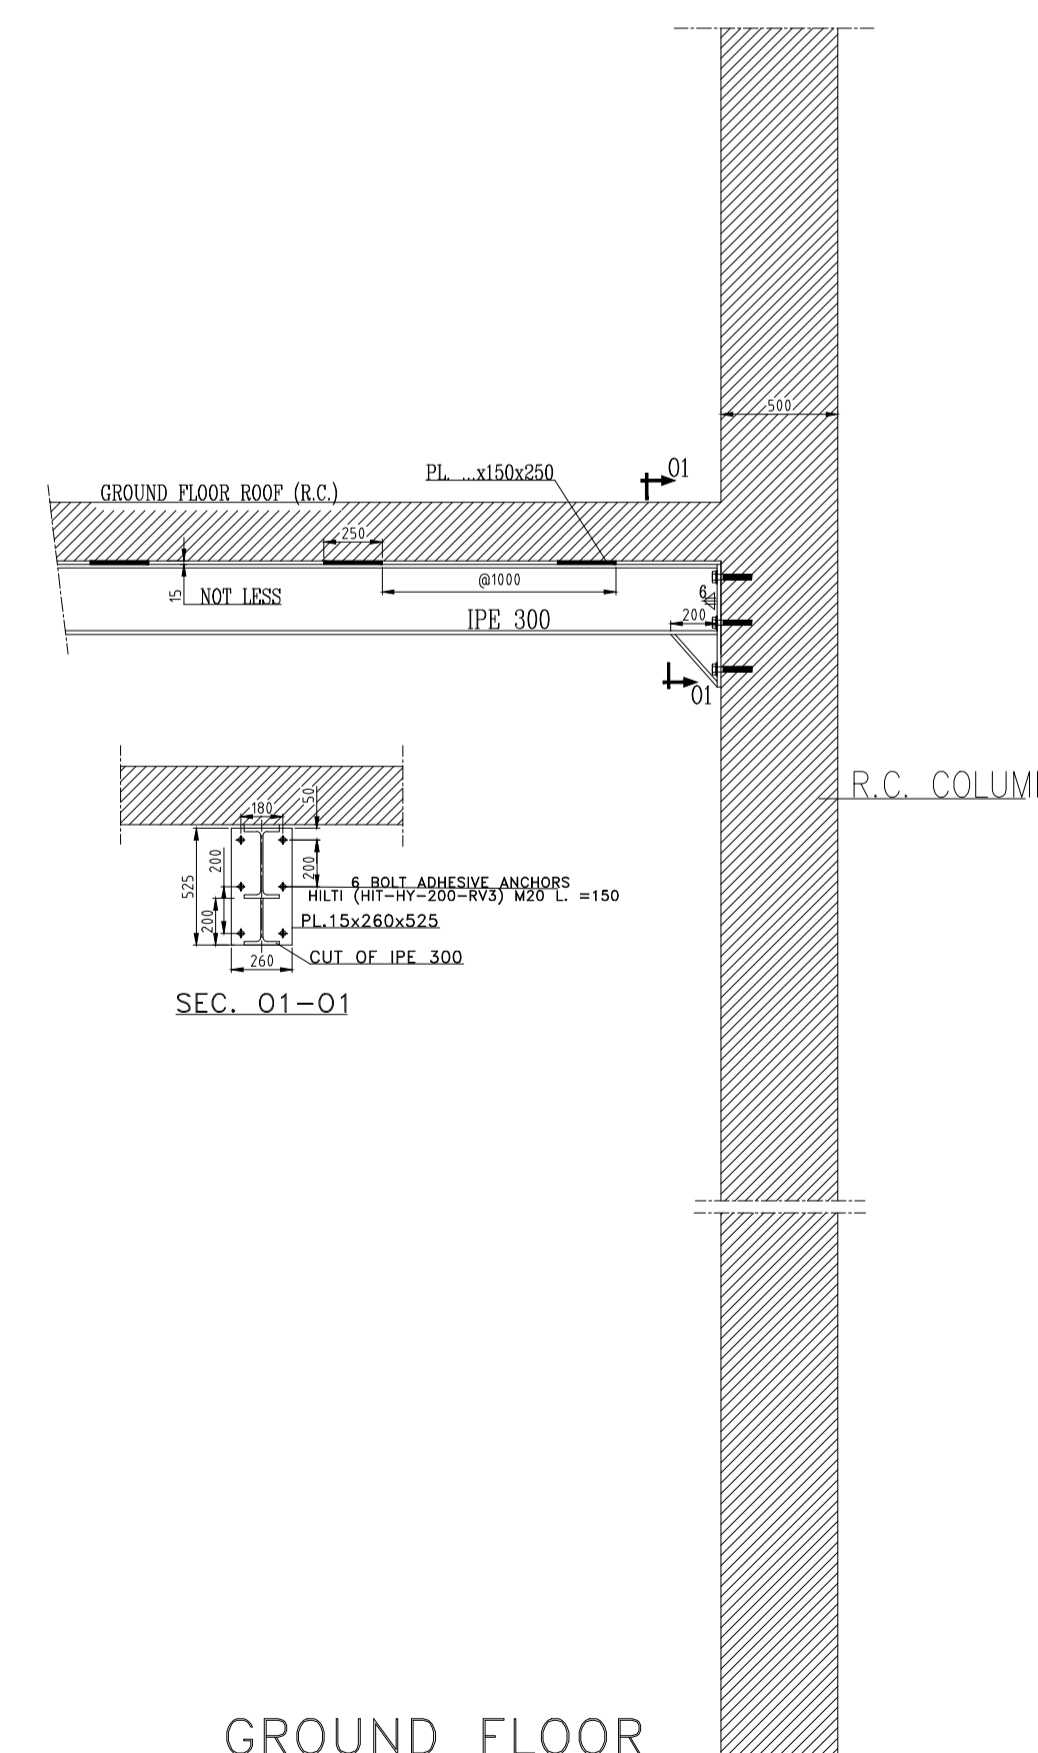 500
01
PL. ...x150x250
GROUND FLOOR ROOF (R.C.)
250
@1000
15
NOT LESS
6
IPE 300
200
01
R.C. COLUM
50
180
200
200
525
6 BOLT ADHESIVE ANCHORS
HILTI (HIT-HY-200-RV3) M20 L. =150
200
PL.15x260x525
260
CUT OF IPE 300
SEC. 01-01
GROUND FLOOR